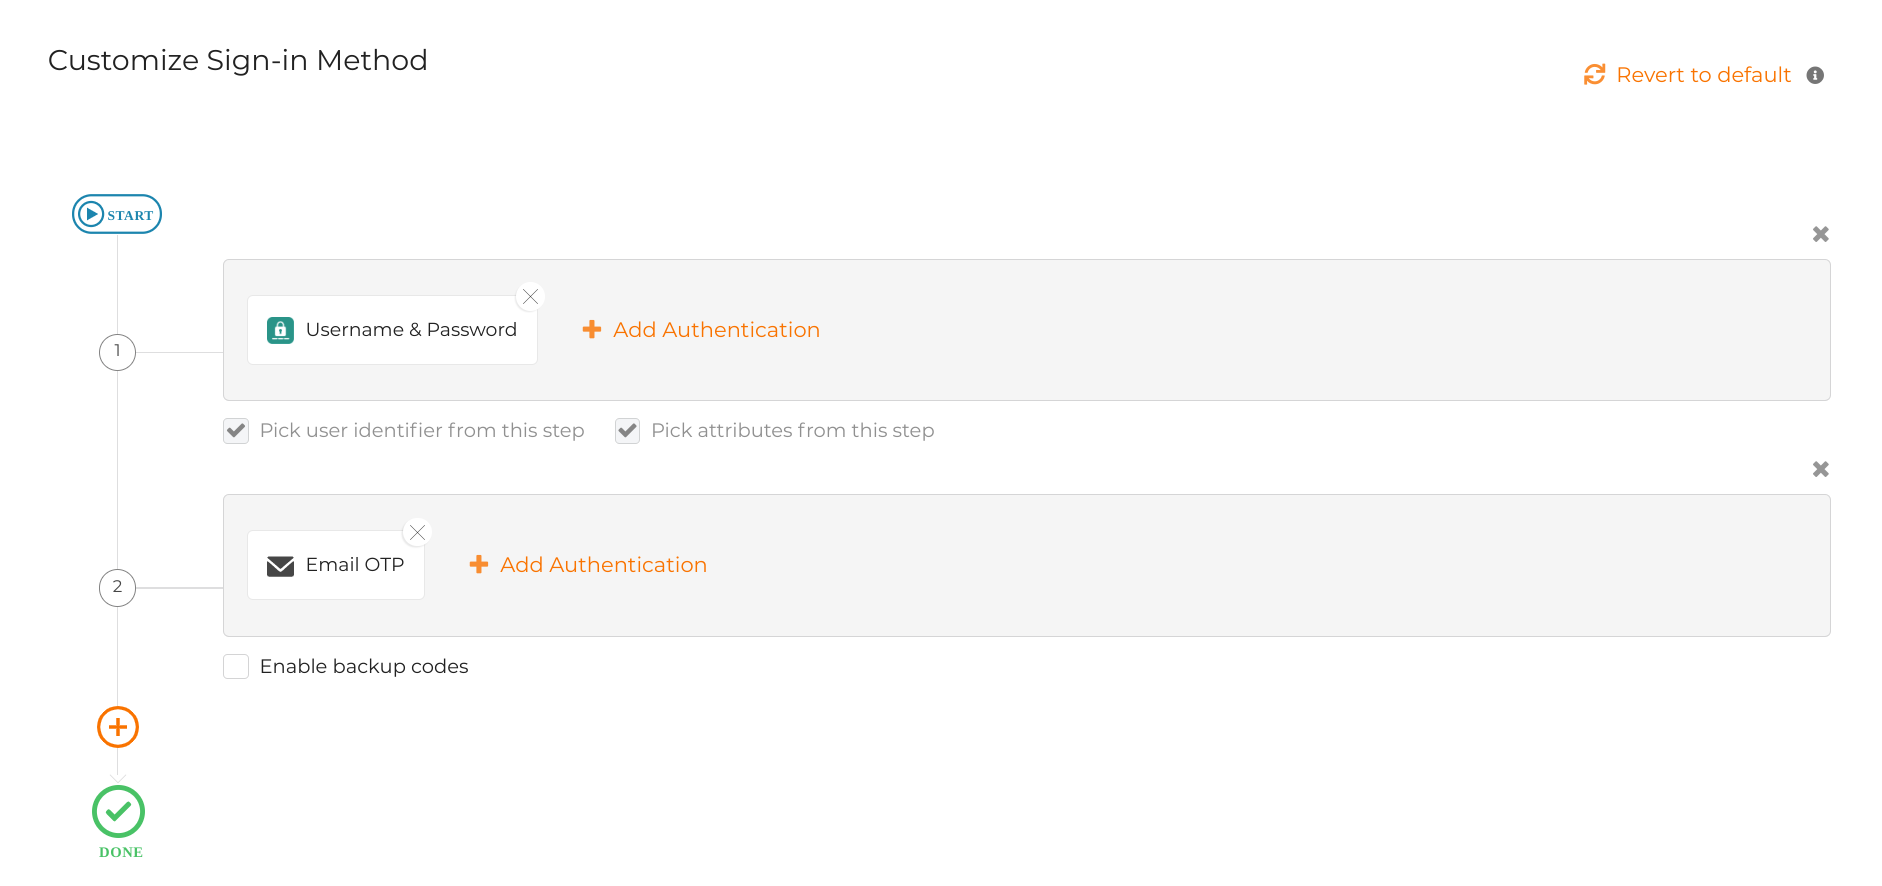 Customize Sign-in Method
Revert to default
START
1
Username & Password
Add Authentication
Pick user identifier from this step
Pick attributes from this step
2
Email OTP
Add Authentication
Enable backup codes
DONE